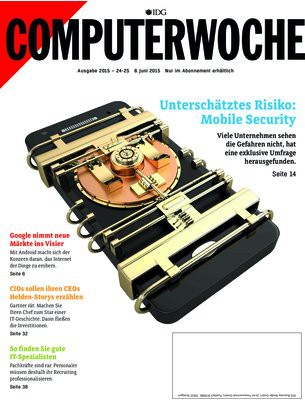 IDG
COMPUTERWOCHE
Ausgabe 2015 – 24-25 8. Juni 2015 Nur im Abonnement erhältlich
Unterschätztes Risiko:
Mobile Security
Viele Unternehmen sehen
die Gefahren nicht, hat
eine exklusive Umfrage
herausgefunden.
Seite 14
Google nimmt neue
Märkte ins Visier
Mit Android macht sich der
Konzern daran, das Internet
der Dinge zu erobern.
Seite 6
CIOs sollen ihren CEOs
Helden-Storys erzählen
Gartner rät: Machen Sie
Ihren Chef zum Star einer
IT-Geschichte. Dann fließen
die Investitionen.
Seite 32
So finden Sie gute
IT-Spezialisten
Fachkräfte sind rar: Personaler
müssen deshalb ihr Recruiting
professionalisieren.
Seite 38